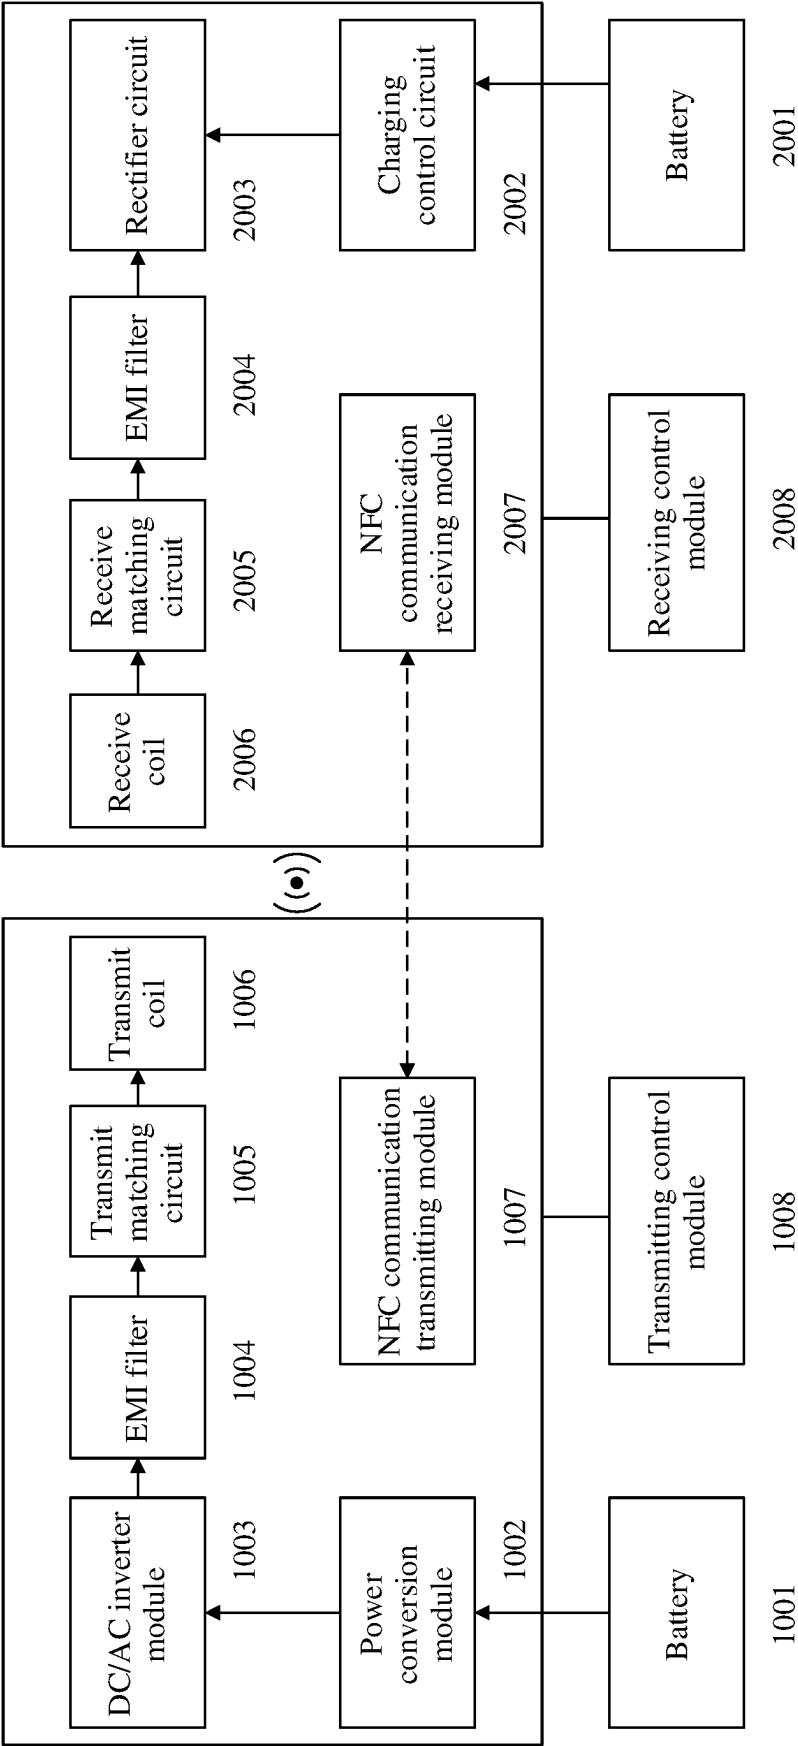 DC/AC inverter
module
1003
EMI filter
1004
Transmit
matching
circuit
1005
Transmit
coil
1006
Power
conversion
module
1002
NFC communication
transmitting module
1007
Battery
1001
Transmitting control
module
1008
Receive
coil
2006
Receive
matching
circuit
2005
EMI filter
2004
Rectifier circuit
2003
NFC
communication
receiving module
2007
Charging
control circuit
2002
Receiving control
module
2008
Battery
2001